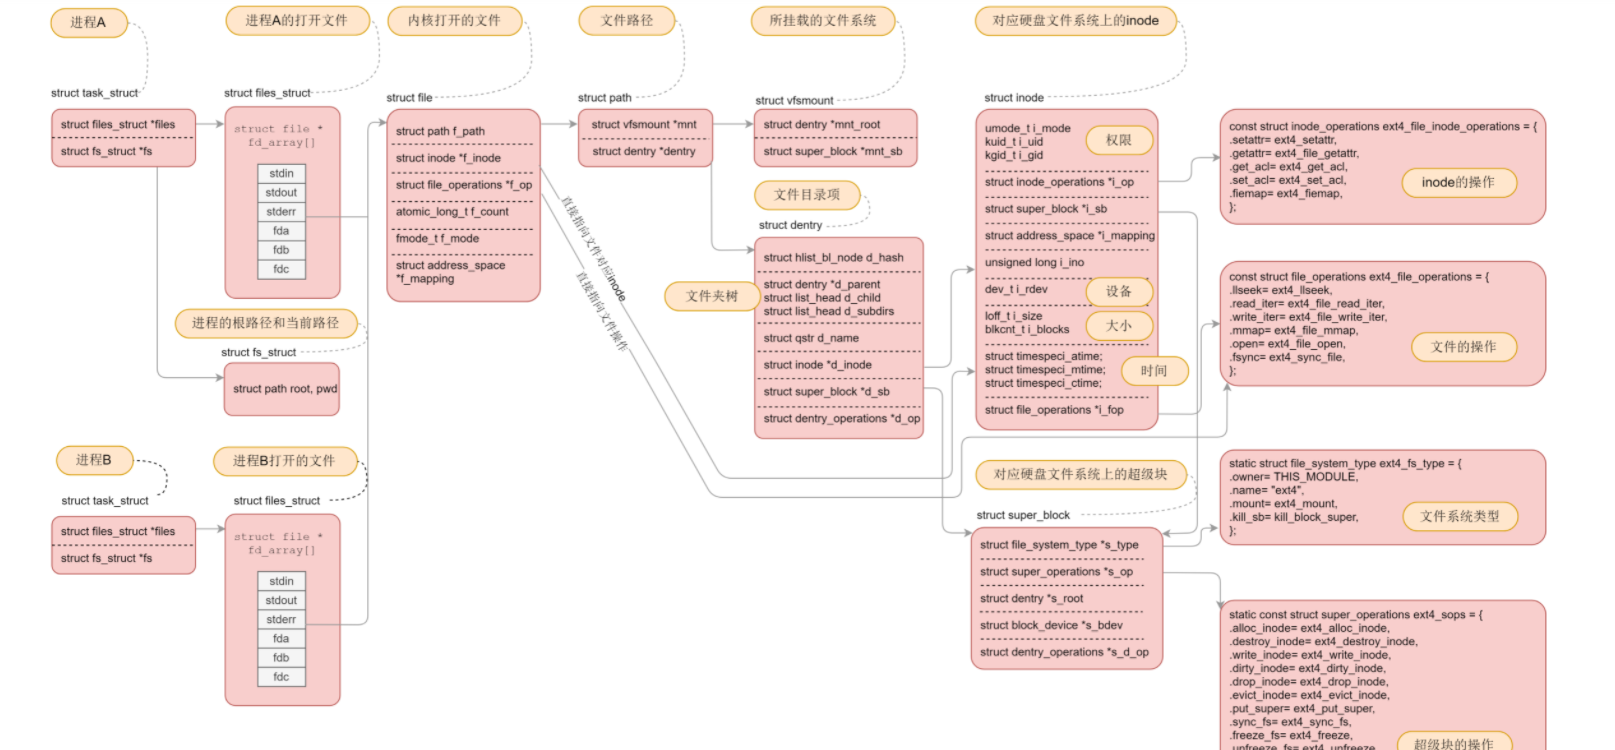 进程A
进程A的打开文件
内核打开的文件
文件路径
所挂载的文件系统
对应硬盘文件系统上的inode
struct task_struct
struct files_struct *files
struct fs_struct *fs
struct files_struct
struct file *
fd_array[]
stdin
stdout
stderr
fda
fdb
fdc
进程的根路径和当前路径
struct fs_struct
struct path root, pwd
struct file
struct path f_path
struct inode *f_inode
struct file_operations *f_op
atomic_long_t f_count
fmode_t f_mode
struct address_space
*f_mapping
直接指向文件对应inode
直接指向文件操作
struct path
struct vfsmount *mnt
struct dentry *dentry
struct vfsmount
struct dentry *mnt_root
struct super_block *mnt_sb
文件目录项
struct dentry
文件夹树
struct hlist_bl_node d_hash
struct dentry *d_parent
struct list_head d_child
struct list_head d_subdirs
struct qstr d_name
struct inode *d_inode
struct super_block *d_sb
struct dentry_operations *d_op
struct inode
umode_t i_mode
kuid_t i_uid
kgid_t i_gid
权限
struct inode_operations *i_op
struct super_block *i_sb
struct address_space *i_mapping
unsigned long i_ino
dev_t i_rdev
设备
loff_t i_size
blkcnt_t i_blocks
大小
struct timespeci_atime;
struct timespeci_mtime;
struct timespeci_ctime;
时间
struct file_operations *i_fop
const struct inode_operations ext4_file_inode_operations = {
.setattr= ext4_setattr,
.getattr= ext4_file_getattr,
.get_acl= ext4_get_acl,
.set_acl= ext4_set_acl,
.fiemap= ext4_fiemap,
};
inode的操作
const struct file_operations ext4_file_operations = {
.llseek= ext4_llseek,
.read_iter= ext4_file_read_iter,
.write_iter= ext4_file_write_iter,
.mmap= ext4_file_mmap,
.open= ext4_file_open,
.fsync= ext4_sync_file,
};
文件的操作
进程B
进程B打开的文件
struct task_struct
struct files_struct *files
struct fs_struct *fs
struct files_struct
struct file *
fd_array[]
stdin
stdout
stderr
fda
fdb
fdc
对应硬盘文件系统上的超级块
struct super_block
struct file_system_type *s_type
struct super_operations *s_op
struct dentry *s_root
struct block_device *s_bdev
struct dentry_operations *s_d_op
static struct file_system_type ext4_fs_type = {
.owner= THIS_MODULE,
.name= "ext4",
.mount= ext4_mount,
.kill_sb= kill_block_super,
};
文件系统类型
static const struct super_operations ext4_sops = {
.alloc_inode= ext4_alloc_inode,
.destroy_inode= ext4_destroy_inode,
.write_inode= ext4_write_inode,
.dirty_inode= ext4_dirty_inode,
.drop_inode= ext4_drop_inode,
.evict_inode= ext4_evict_inode,
.put_super= ext4_put_super,
.sync_fs= ext4_sync_fs,
.freeze_fs= ext4_freeze,
.unfreeze_fs= ext4_unfreeze,
超级块的操作